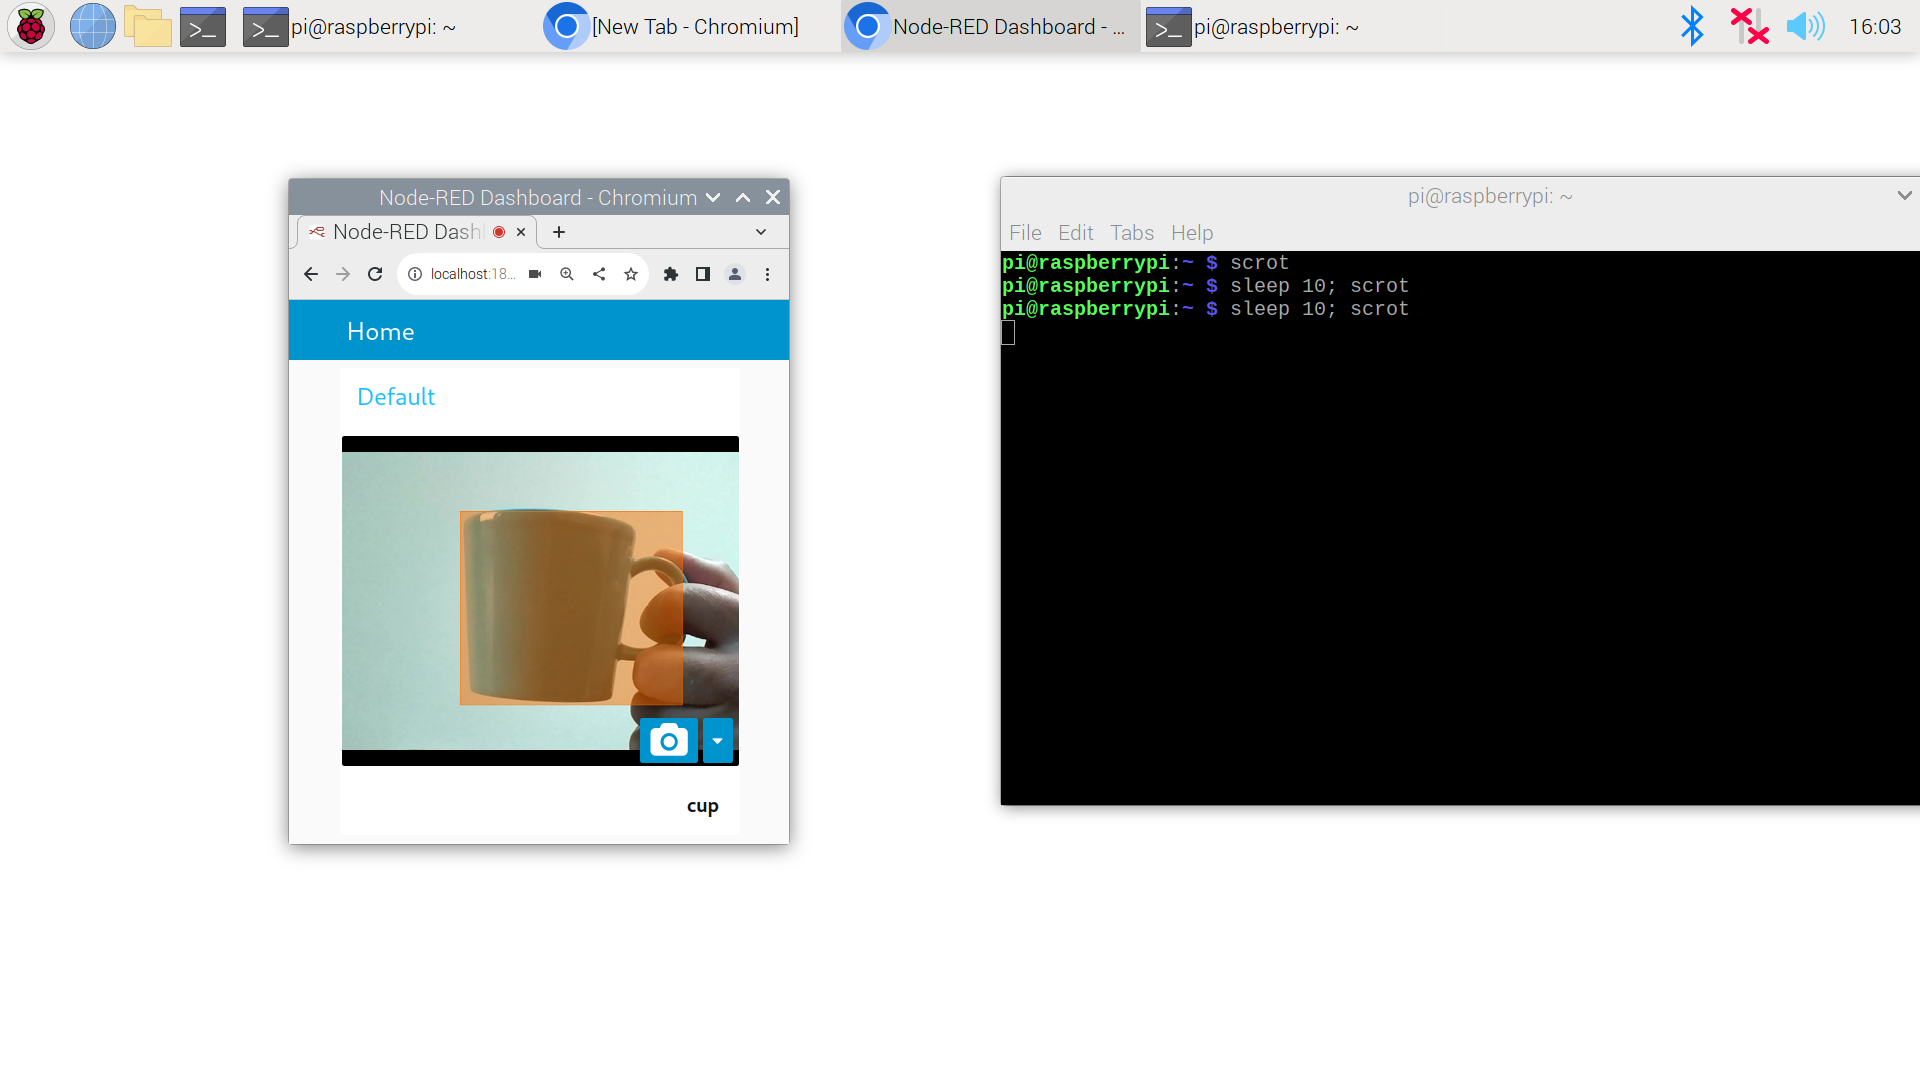 pi@raspberrypi: ~
[New Tab - Chromium]
Node-RED Dashboard - ...
pi@raspberrypi: ~
16:03
Node-RED Dashboard - Chromium
Node-RED Dash
localhost:18...
Home
Default
cup
pi@raspberrypi: ~
File Edit Tabs Help
pi@raspberrypi:~ $ scrot
pi@raspberrypi:~ $ sleep 10; scrot
pi@raspberrypi:~ $ sleep 10; scrot